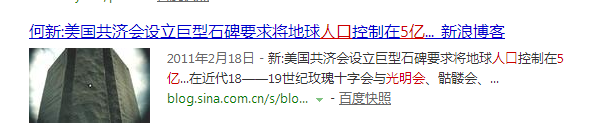 何新:美国共济会设立巨型石碑要求将地球人口控制在5亿... 新浪博客
2011年2月18日 - 新:美国共济会设立巨型石碑要求将地球人口控制在5
亿...在近代18——19世纪玫瑰十字会与光明会、骷髅会、...
blog.sina.com.cn/s/blo... - 百度快照